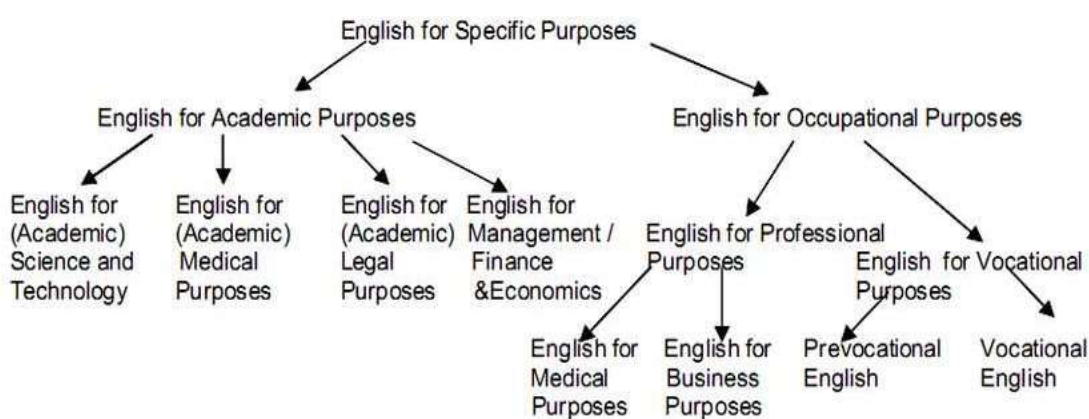 English for Specific Purposes
English for Academic Purposes
English for Occupational Purposes
English for
(Academic)
Science and
Technology
English for
(Academic)
Medical
Purposes
English for
(Academic)
Legal
Purposes
English for
Management /
Finance
&Economics
English for Professional
Purposes
English for Vocational
Purposes
English for
Medical
Purposes
English for
Business
Purposes
Prevocational
English
Vocational
English